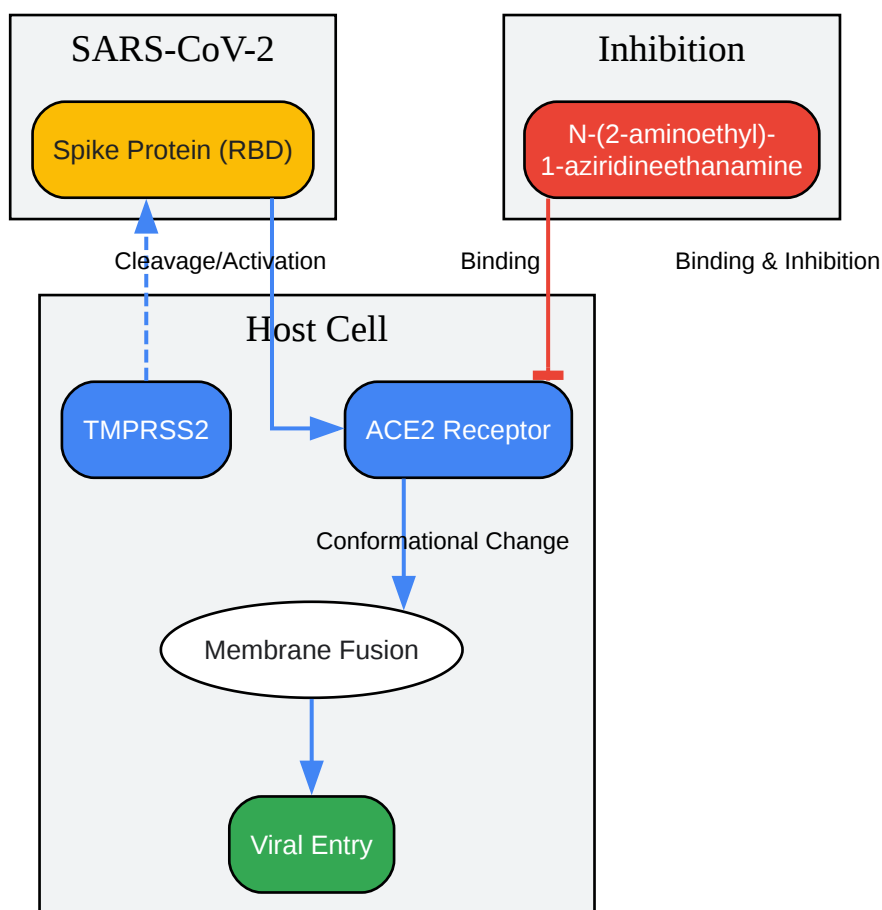 SARS-CoV-2
Inhibition
Spike Protein (RBD)
N-(2-aminoethyl)-
1-aziridineethanamine
Cleavage/Activation
Binding
Binding & Inhibition
Host Cell
TMPRSS2
ACE2 Receptor
Conformational Change
Membrane Fusion
Viral Entry